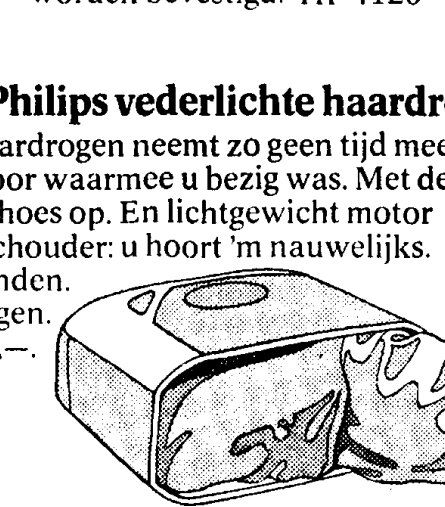 Philips vederlichte haardr
ardrogen neemt zo geen tijd mee
oor waarmee u bezig was. Met de
hoes op. En lichtgewicht motor
chouder: u hoort 'm nauwelijks.
nden.
gen.
,—.